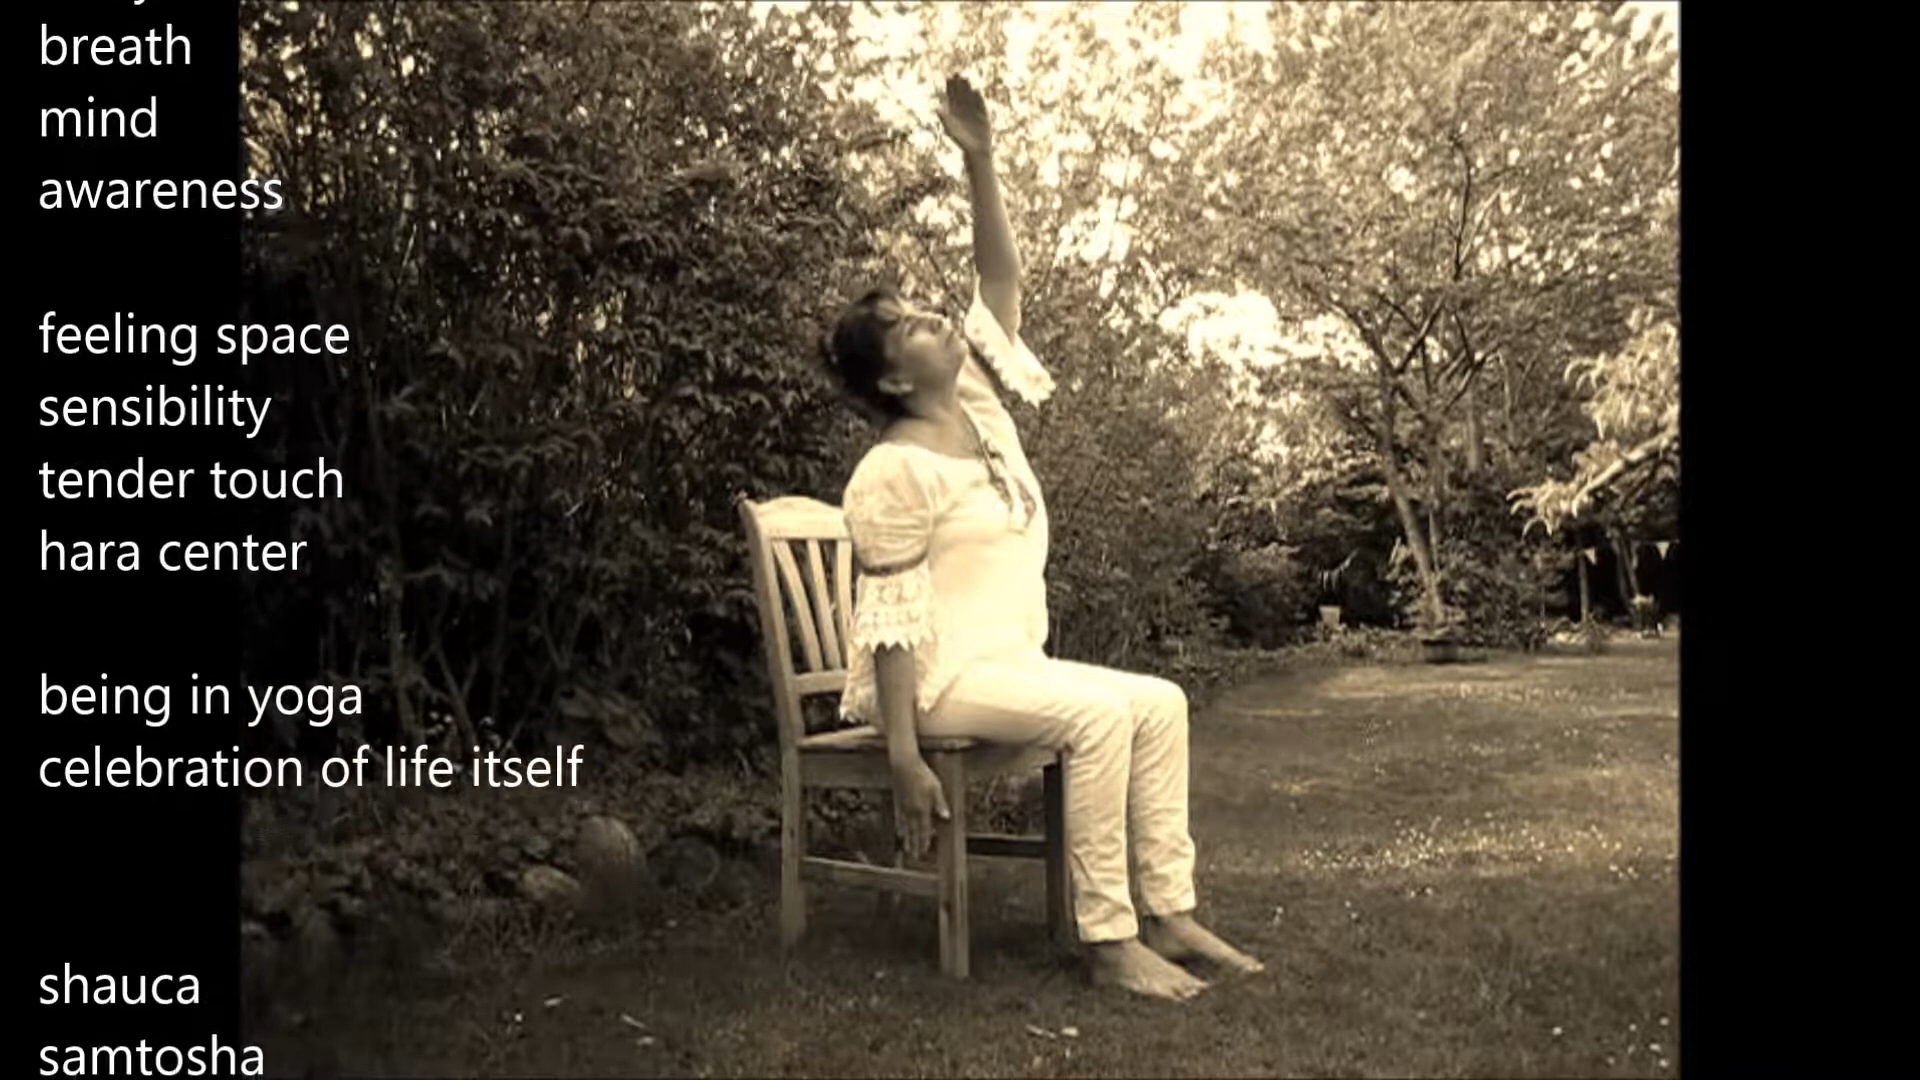 breath
mind
awareness
feeling space
sensibility
tender touch
hara center
being in yoga
celebration of life itself
shauca
samtosha